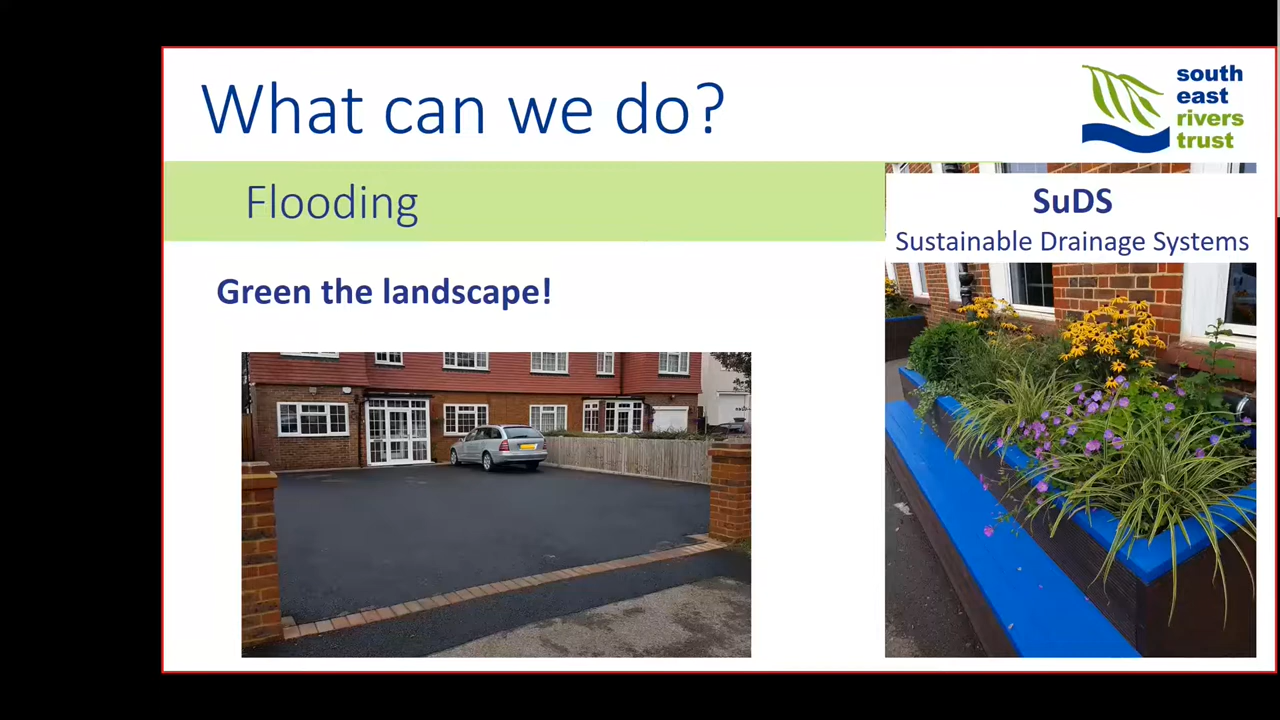 What can we do?
south
east
rivers
trust
Flooding
SuDS
Sustainable Drainage Systems
Green the landscape!